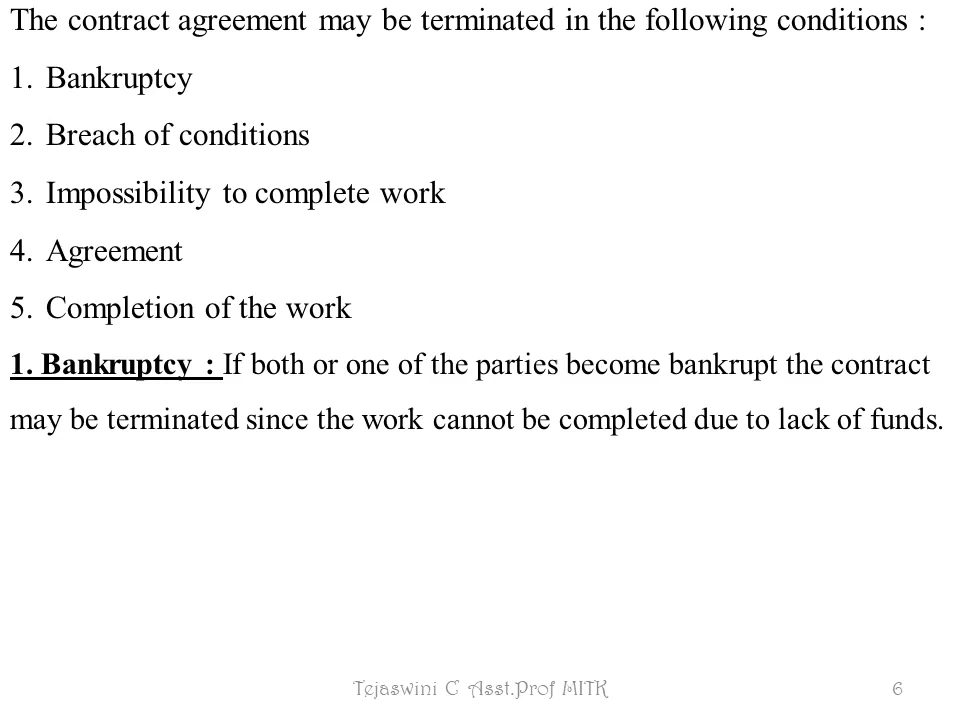 The contract agreement may be terminated in the following conditions :
1. Bankruptcy
2. Breach of conditions
3. Impossibility to complete work
4. Agreement
5. Completion of the work
1. Bankruptcy : If both or one of the parties become bankrupt the contract
may be terminated since the work cannot be completed due to lack of funds.
Tejaswini C Asst.Prof MITK 6